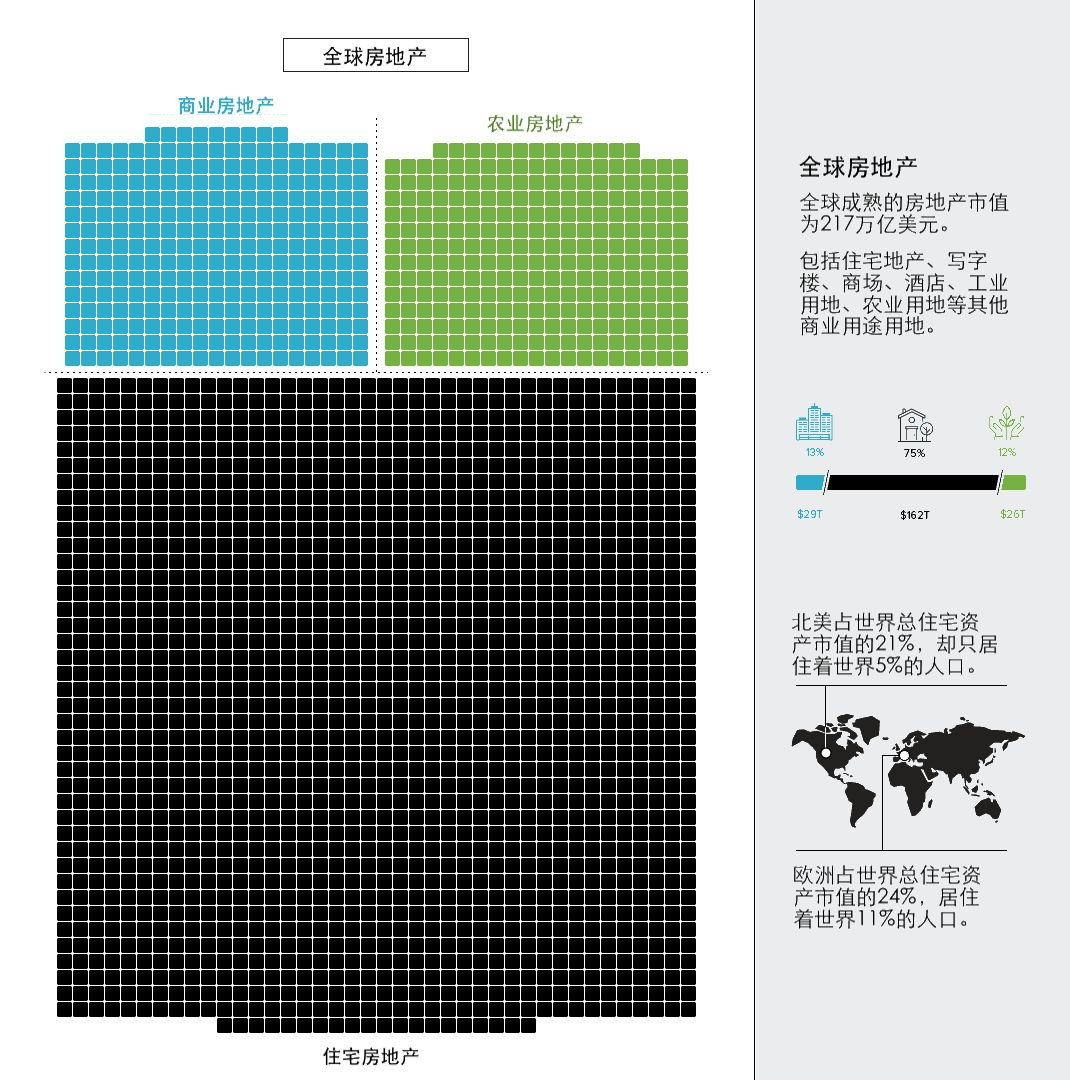 全球房地产
商业房地产
农业房地产
住宅房地产
全球房地产
全球成熟的房地产市值
为217万亿美元。
包括住宅地产、写字
楼、商场、酒店、工业
用地、农业用地等其他
商业用途用地。
13% 75% 12%
$29T $162T $26T
北美占世界总住宅资
产市值的21%，却只居
住着世界5%的人口。
欧洲占世界总住宅资
产市值的24%，居住
着世界11%的人口。